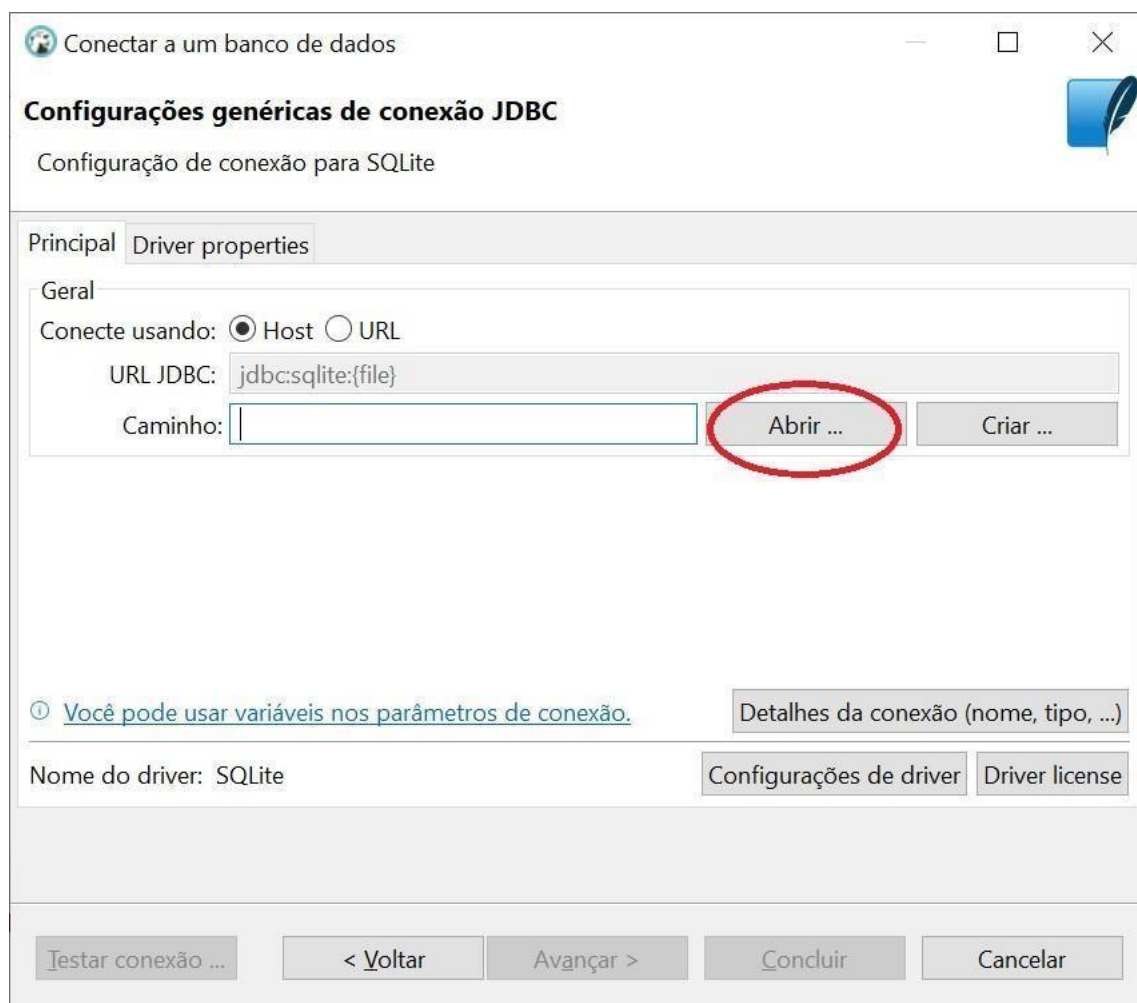 Conectar a um banco de dados
Configurações genéricas de conexão JDBC
Configuração de conexão para SQLite
Principal Driver properties
Geral
Conecte usando: Host URL
URL JDBC: jdbc:sqlite:{file}
Caminho: Abrir ... Criar ...
Você pode usar variáveis nos parâmetros de conexão. Detalhes da conexão (nome, tipo, ...)
Nome do driver: SQLite Configurações de driver Driver license
Testar conexão ... < Voltar Avançar > Concluir Cancelar